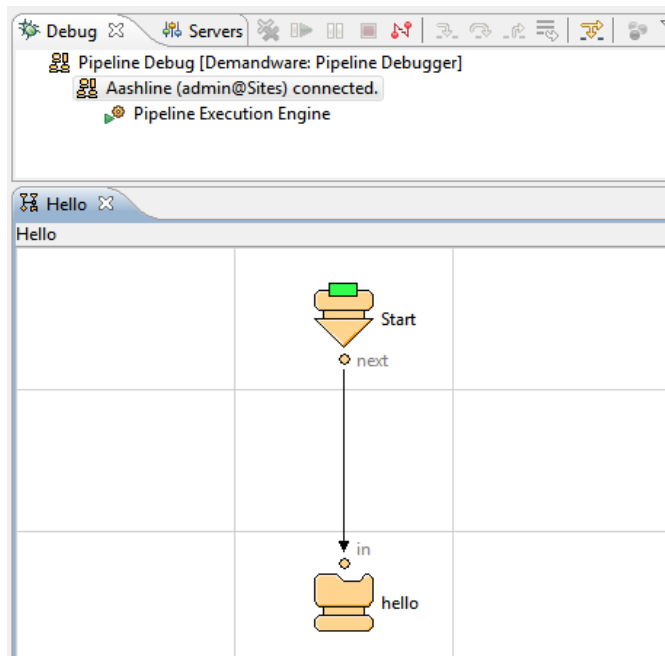 Debug Servers
Pipeline Debug [Demandware: Pipeline Debugger]
Aashline (admin@Sites) connected.
Pipeline Execution Engine
Hello
Hello
Start
next
in
hello